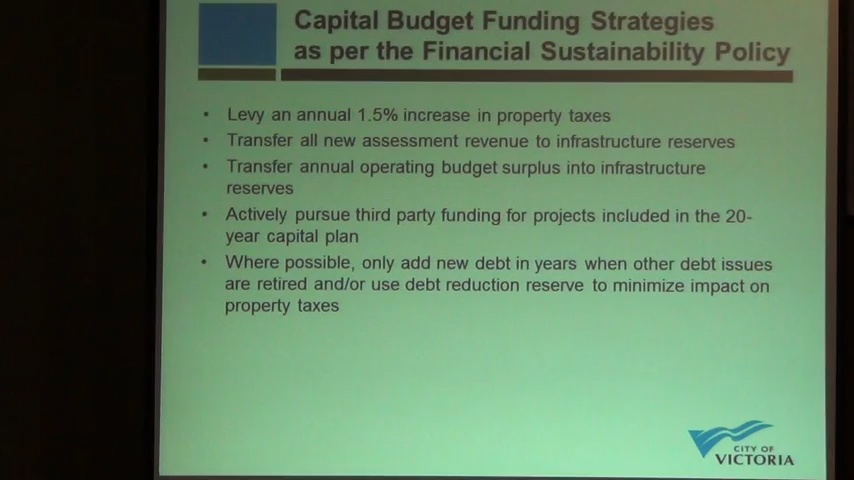 Capital Budget Funding Strategies
as per the Financial Sustainability Policy
• Levy an annual 1.5% increase in property taxes
• Transfer all new assessment revenue to infrastructure reserves
• Transfer annual operating budget surplus into infrastructure
reserves
• Actively pursue third party funding for projects included in the 20-
year capital plan
• Where possible, only add new debt in years when other debt issues
are retired and/or use debt reduction reserve to minimize impact on
property taxes
CITY OF
VICTORIA